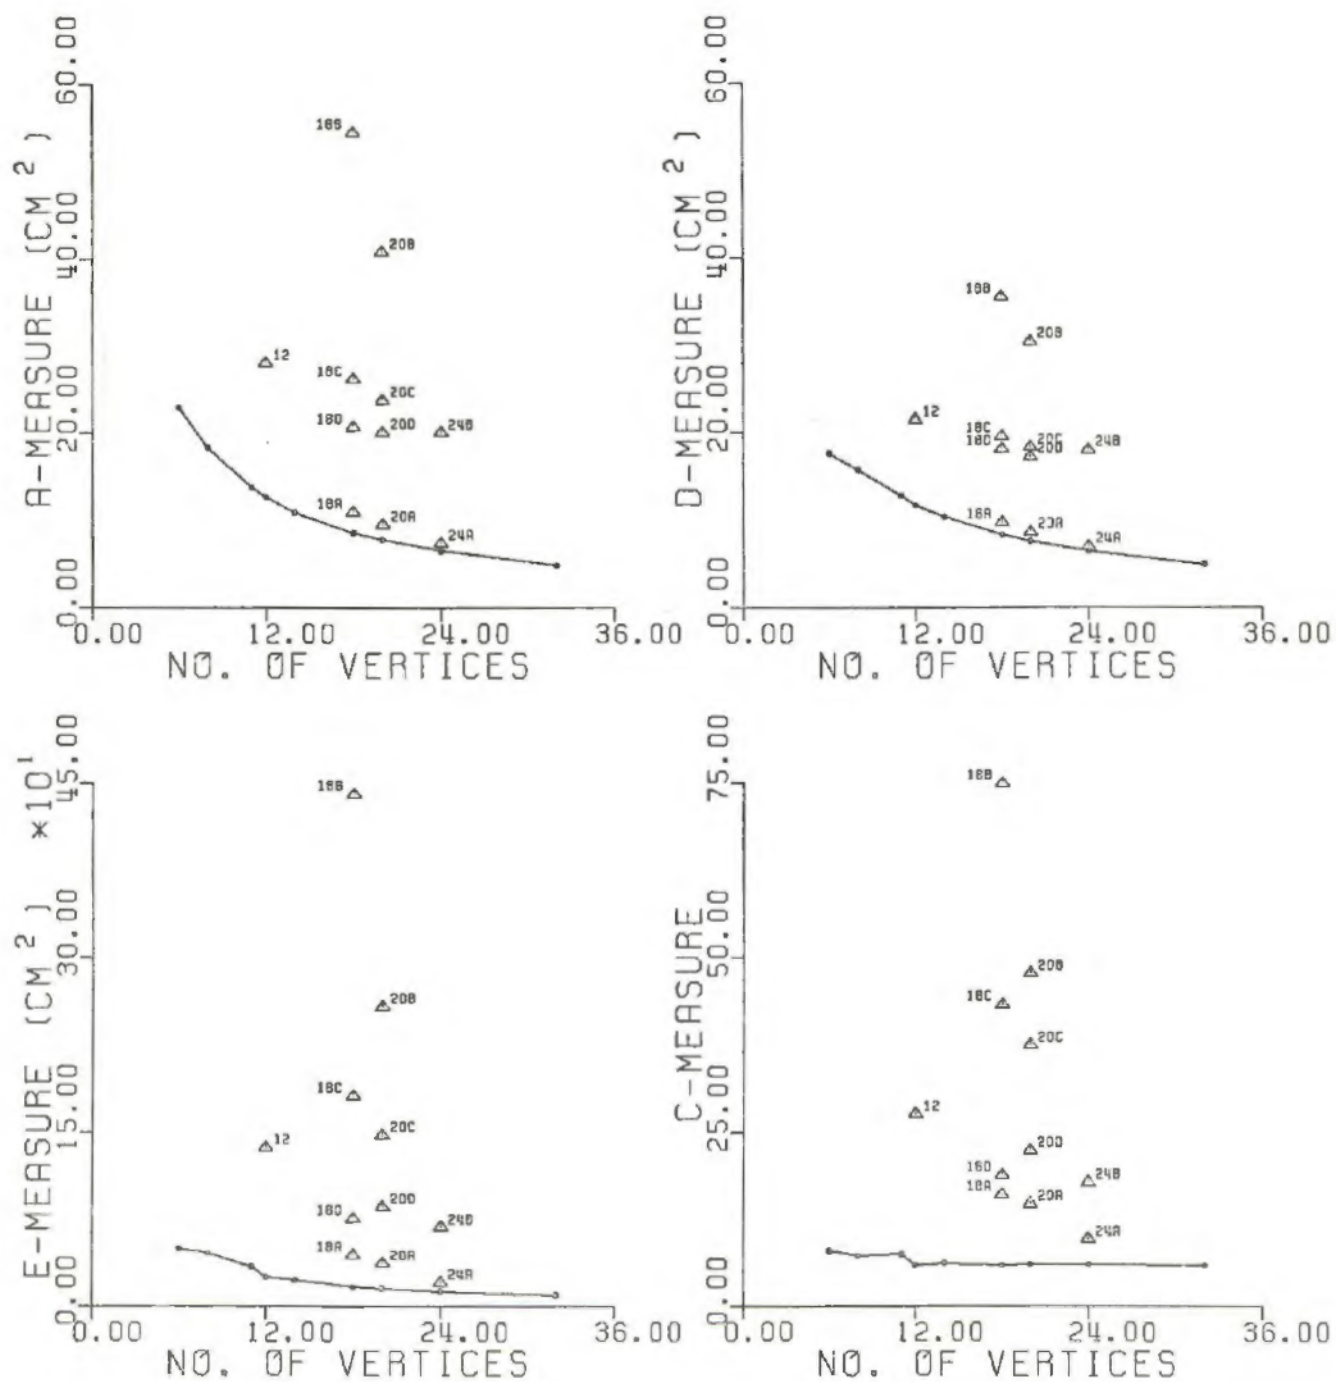 A-MEASURE (CM 2 )
60.00
40.00
20.00
0.00
18B
20B
12
18C
20C
18D
20D
24B
18A
20A
24A
0.00 12.00 24.00 36.00
NO. OF VERTICES
D-MEASURE (CM 2 )
60.00
40.00
20.00
0.00
18B
20B
12
18C
20C
18D
20D
24B
18A
20A
24A
0.00 12.00 24.00 36.00
NO. OF VERTICES
E-MEASURE (CM 2 ) *10 1
45.00
30.00
15.00
0.00
18B
20B
18C
20C
12
18D
20D
24B
18A
20A
24A
0.00 12.00 24.00 36.00
NO. OF VERTICES
C-MEASURE
75.00
50.00
25.00
0.00
18B
20B
18C
20C
12
20D
18D
24B
18A
20A
24A
0.00 12.00 24.00 36.00
NO. OF VERTICES